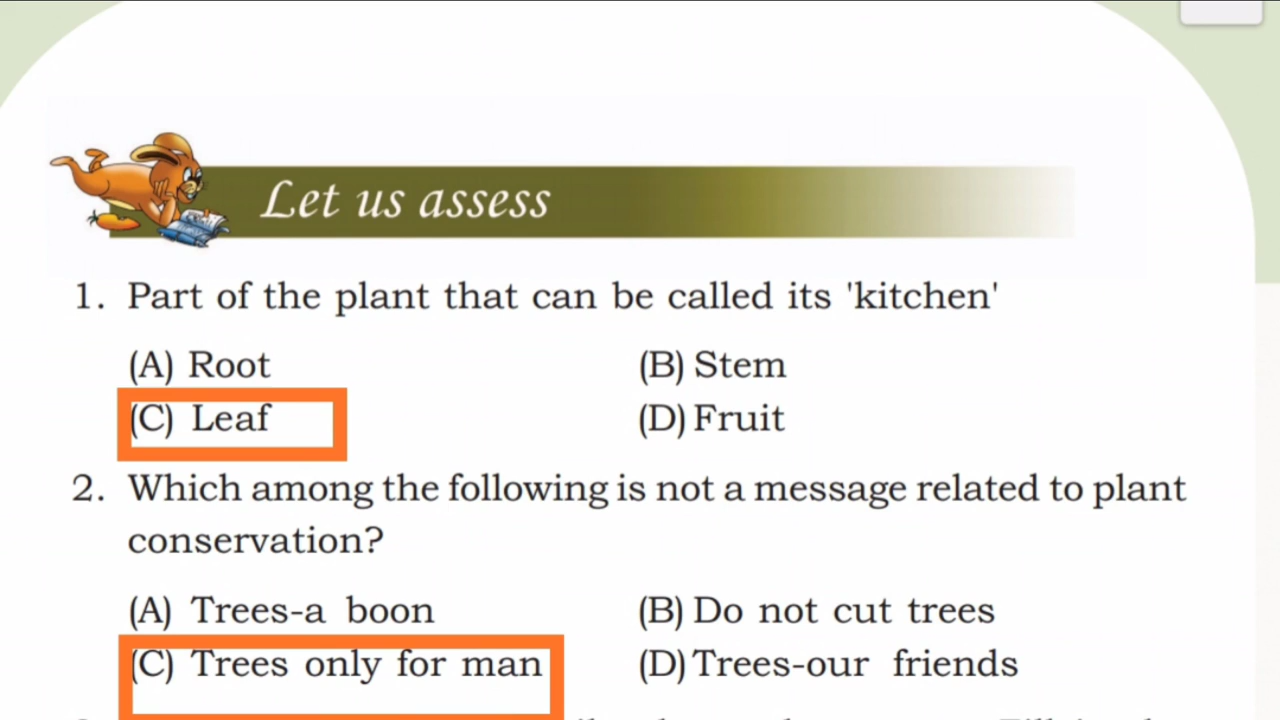 Let us assess
1. Part of the plant that can be called its 'kitchen'
(A) Root (B) Stem
(C) Leaf (D) Fruit
2. Which among the following is not a message related to plant
conservation?
(A) Trees-a boon (B) Do not cut trees
(C) Trees only for man (D) Trees-our friends